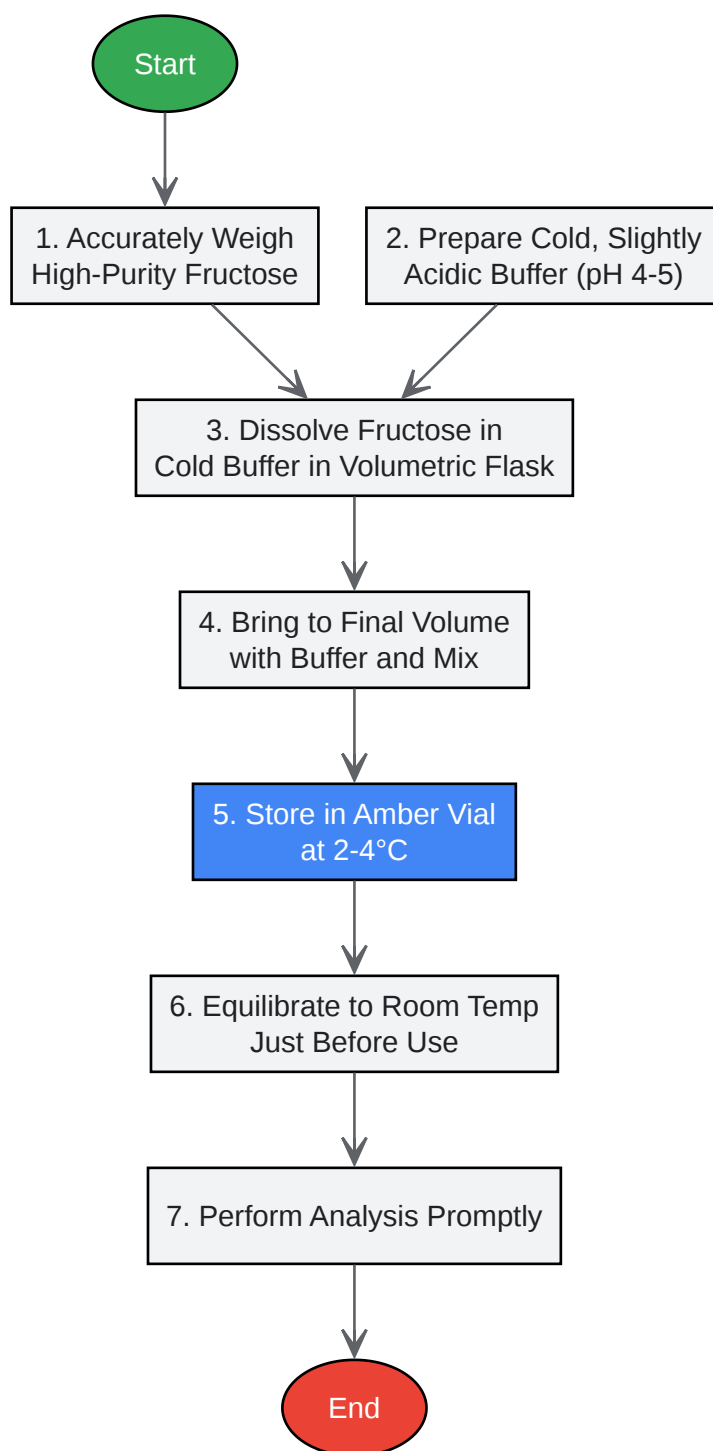 Start
1. Accurately Weigh
High-Purity Fructose
2. Prepare Cold, Slightly
Acidic Buffer (pH 4-5)
3. Dissolve Fructose in
Cold Buffer in Volumetric Flask
4. Bring to Final Volume
with Buffer and Mix
5. Store in Amber Vial
at 2-4°C
6. Equilibrate to Room Temp
Just Before Use
7. Perform Analysis Promptly
End